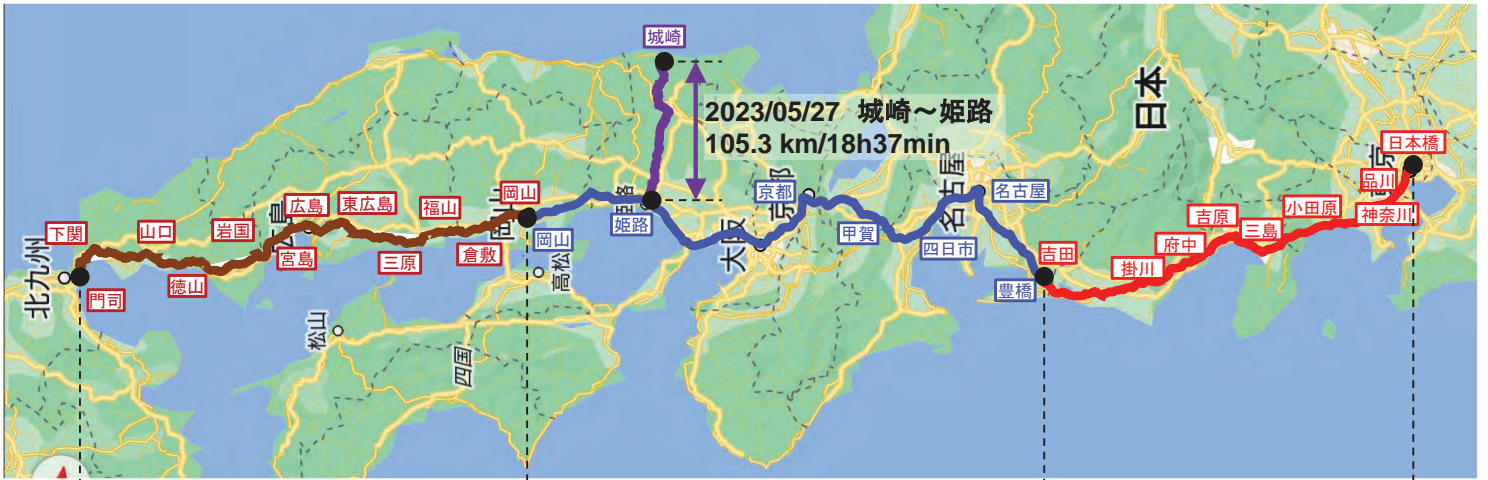 城崎
2023/05/27 城崎～姫路
105.3 km/18h37min
日本
日本橋
品川
神奈川
小田原
三島
吉原
府中
掛川
吉田
豊橋
名古屋
名古屋
四日市
甲賀
京都
京都
大阪
姫路
岡山
岡山
岡山
高松
倉敷
福山
三原
東広島
広島
広島
宮島
岩国
徳山
山口
下関
門司
北九州
松山
四国